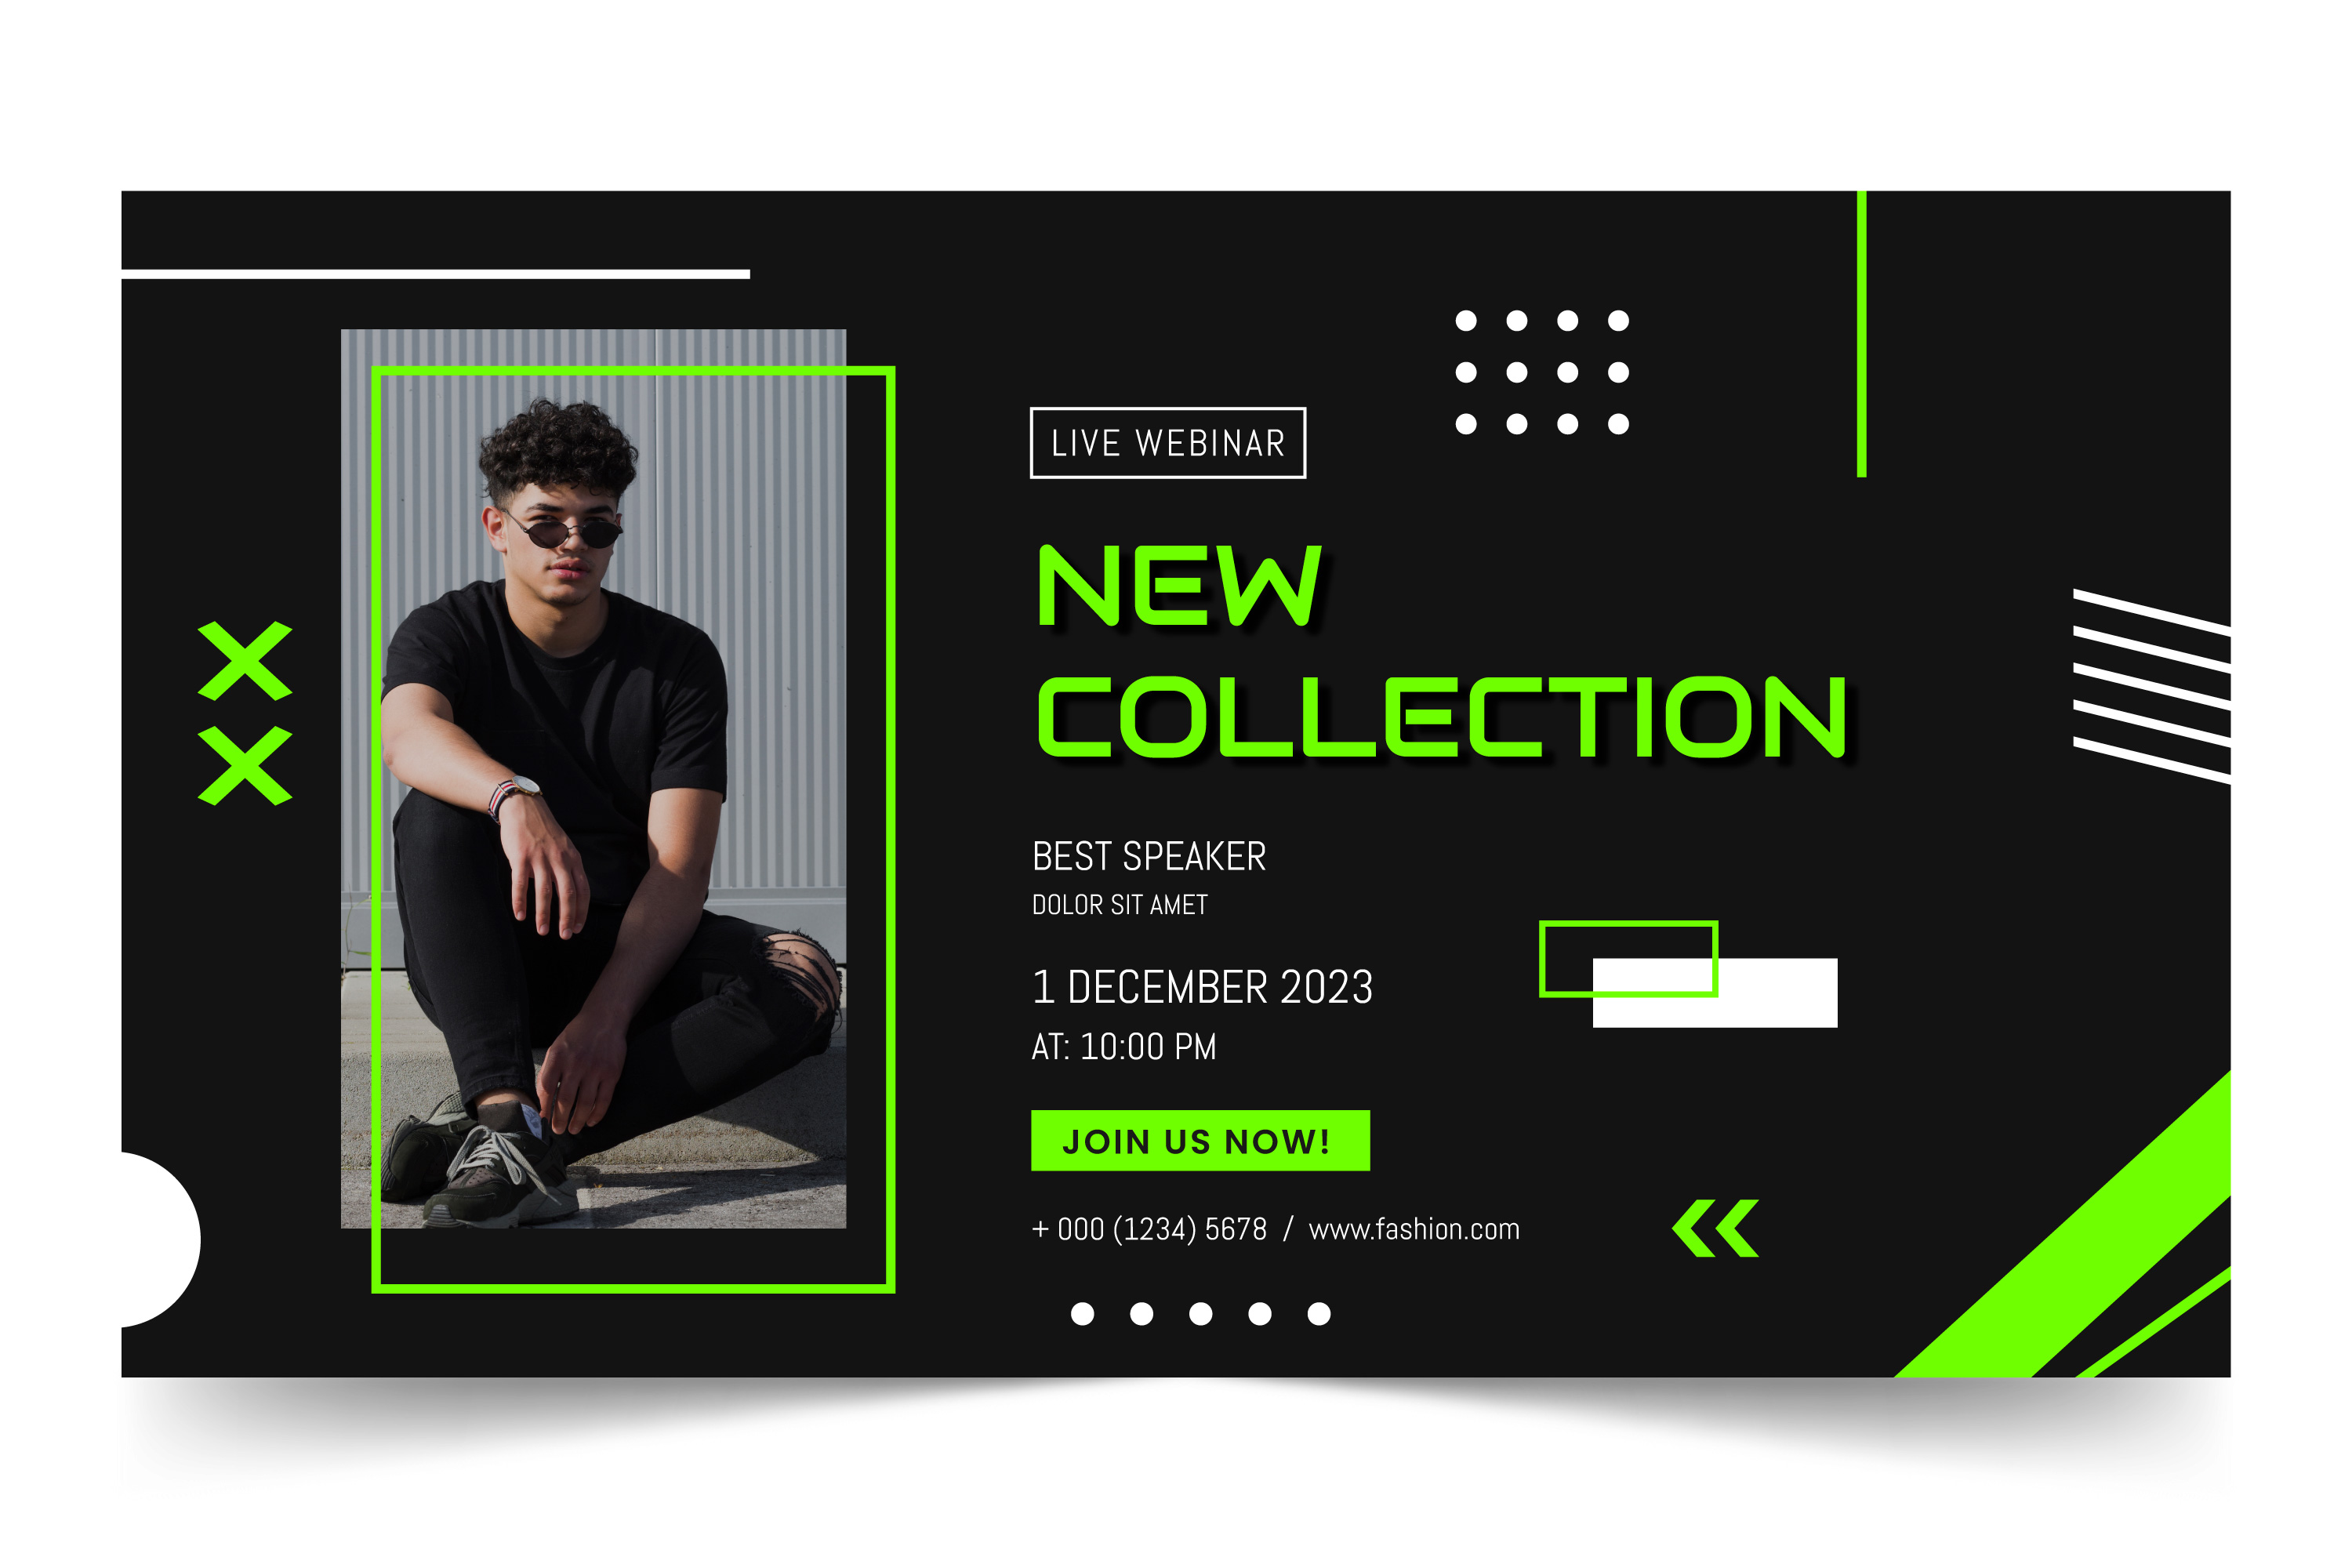 LIVE WEBINAR
NEW
COLLECTION
BEST SPEAKER
DOLOR SIT AMET
1 DECEMBER 2023
AT: 10:00 PM
JOIN US NOW!
+ 000 (1234) 5678 / www.fashion.com